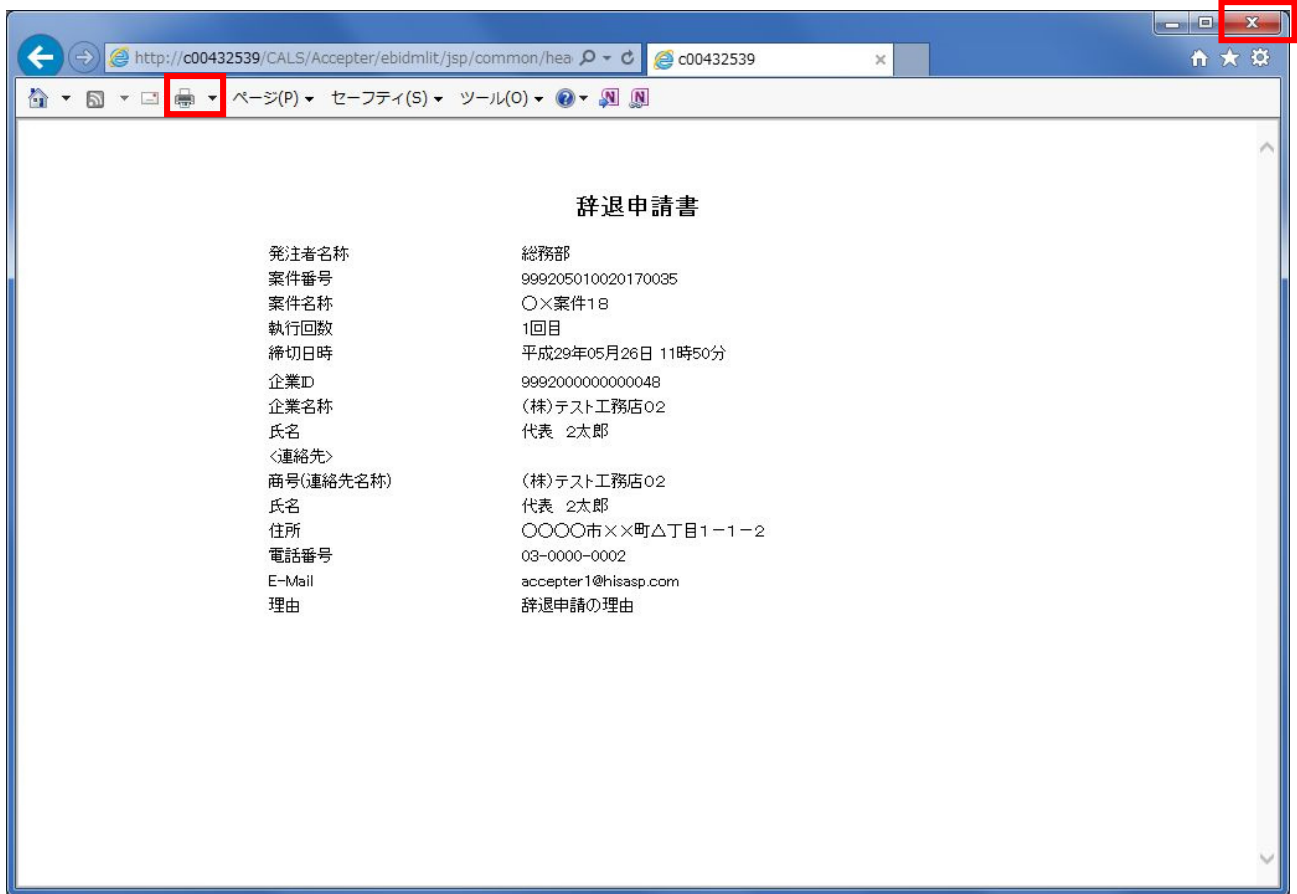 http://c00432539/CALS/Accepter/ebidmlit/jsp/common/hea
c00432539
ページ(P) セーフティ(S) ツール(O)
辞退申請書
発注者名称 総務部
案件番号 999205010020170035
案件名称 〇×案件18
執行回数 1回目
締切日時 平成29年05月26日 11時50分
企業ID 9992000000000048
企業名称 (株)テスト工務店02
氏名 代表 2太郎
<連絡先>
商号(連絡先名称) (株)テスト工務店02
氏名 代表 2太郎
住所 〇〇〇〇市××町△丁目1-1-2
電話番号 03-0000-0002
E-Mail accepter1@hisasp.com
理由 辞退申請の理由